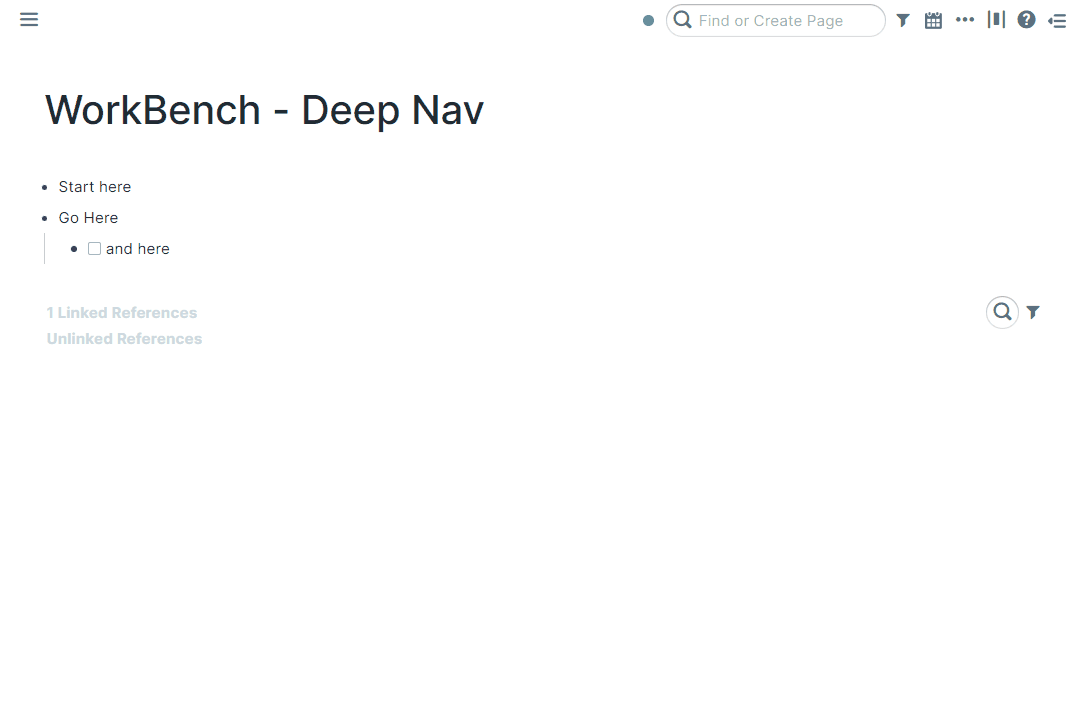 Find or Create Page
WorkBench - Deep Nav
Start here
Go Here
and here
1 Linked References
Unlinked References